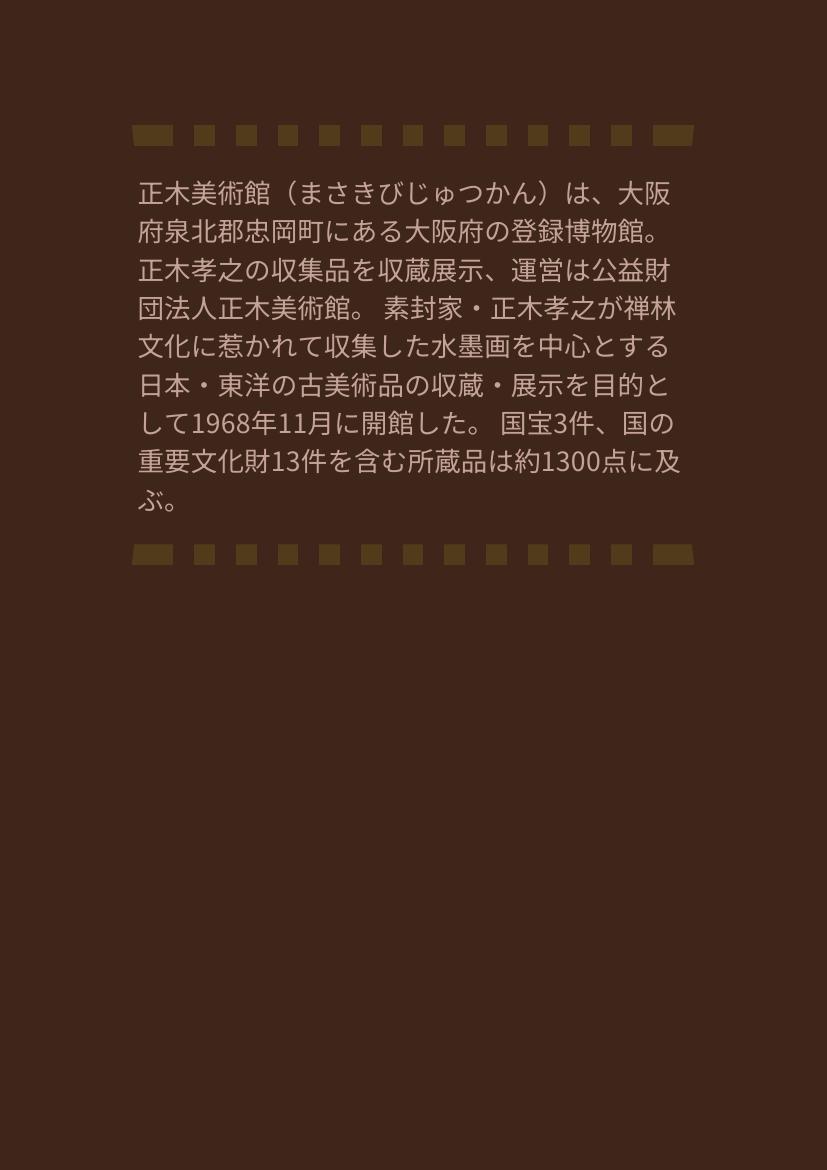 正木美術館（まさきびじゅつかん）は、大阪
府泉北郡忠岡町にある大阪府の登録博物館。
正木孝之の収集品を収蔵展示、運営は公益財
団法人正木美術館。 素封家・正木孝之が禅林
文化に惹かれて収集した水墨画を中心とする
日本・東洋の古美術品の収蔵・展示を目的と
して1968年11月に開館した。 国宝3件、国の
重要文化財13件を含む所蔵品は約1300点に及
ぶ。